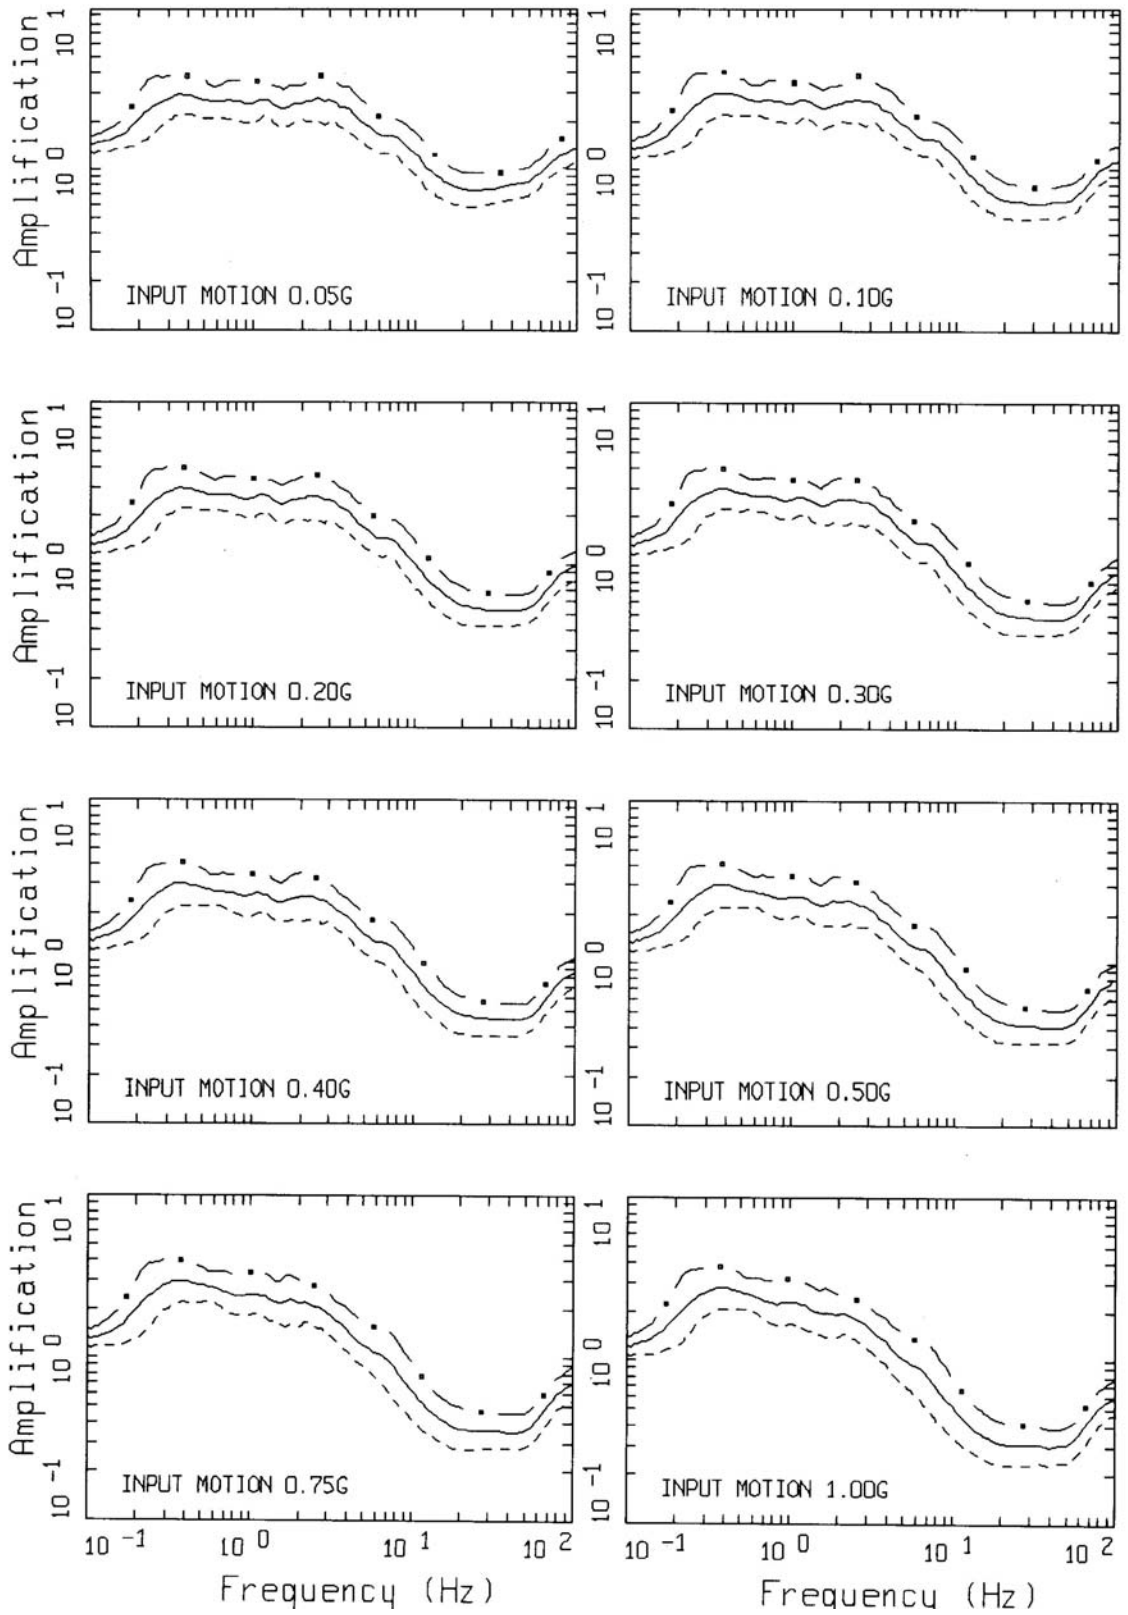 Amplification
10 1
10 0
10 -1
INPUT MOTION 0.05G
10 1
10 0
10 -1
INPUT MOTION 0.10G
Amplification
10 1
10 0
10 -1
INPUT MOTION 0.20G
10 1
10 0
10 -1
INPUT MOTION 0.30G
Amplification
10 1
10 0
10 -1
INPUT MOTION 0.40G
10 1
10 0
10 -1
INPUT MOTION 0.50G
Amplification
10 1
10 0
10 -1
INPUT MOTION 0.75G
10 1
10 0
10 -1
INPUT MOTION 1.00G
10 -1 10 0 10 1 10 2
10 -1 10 0 10 1 10 2
Frequency (Hz)
Frequency (Hz)